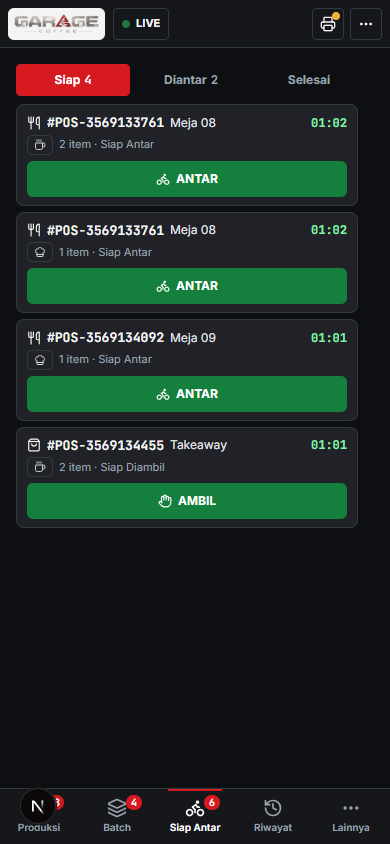 GARAGE
COFFEE
LIVE
Siap 4
Diantar 2
Selesai
#POS-3569133761 Meja 08 01:02
2 item · Siap Antar
ANTAR
#POS-3569133761 Meja 08 01:02
1 item · Siap Antar
ANTAR
#POS-3569134092 Meja 09 01:01
1 item · Siap Antar
ANTAR
#POS-3569134455 Takeaway 01:01
2 item · Siap Diambil
AMBIL
N
4
6
Produksi
Batch
Siap Antar
Riwayat
Lainnya